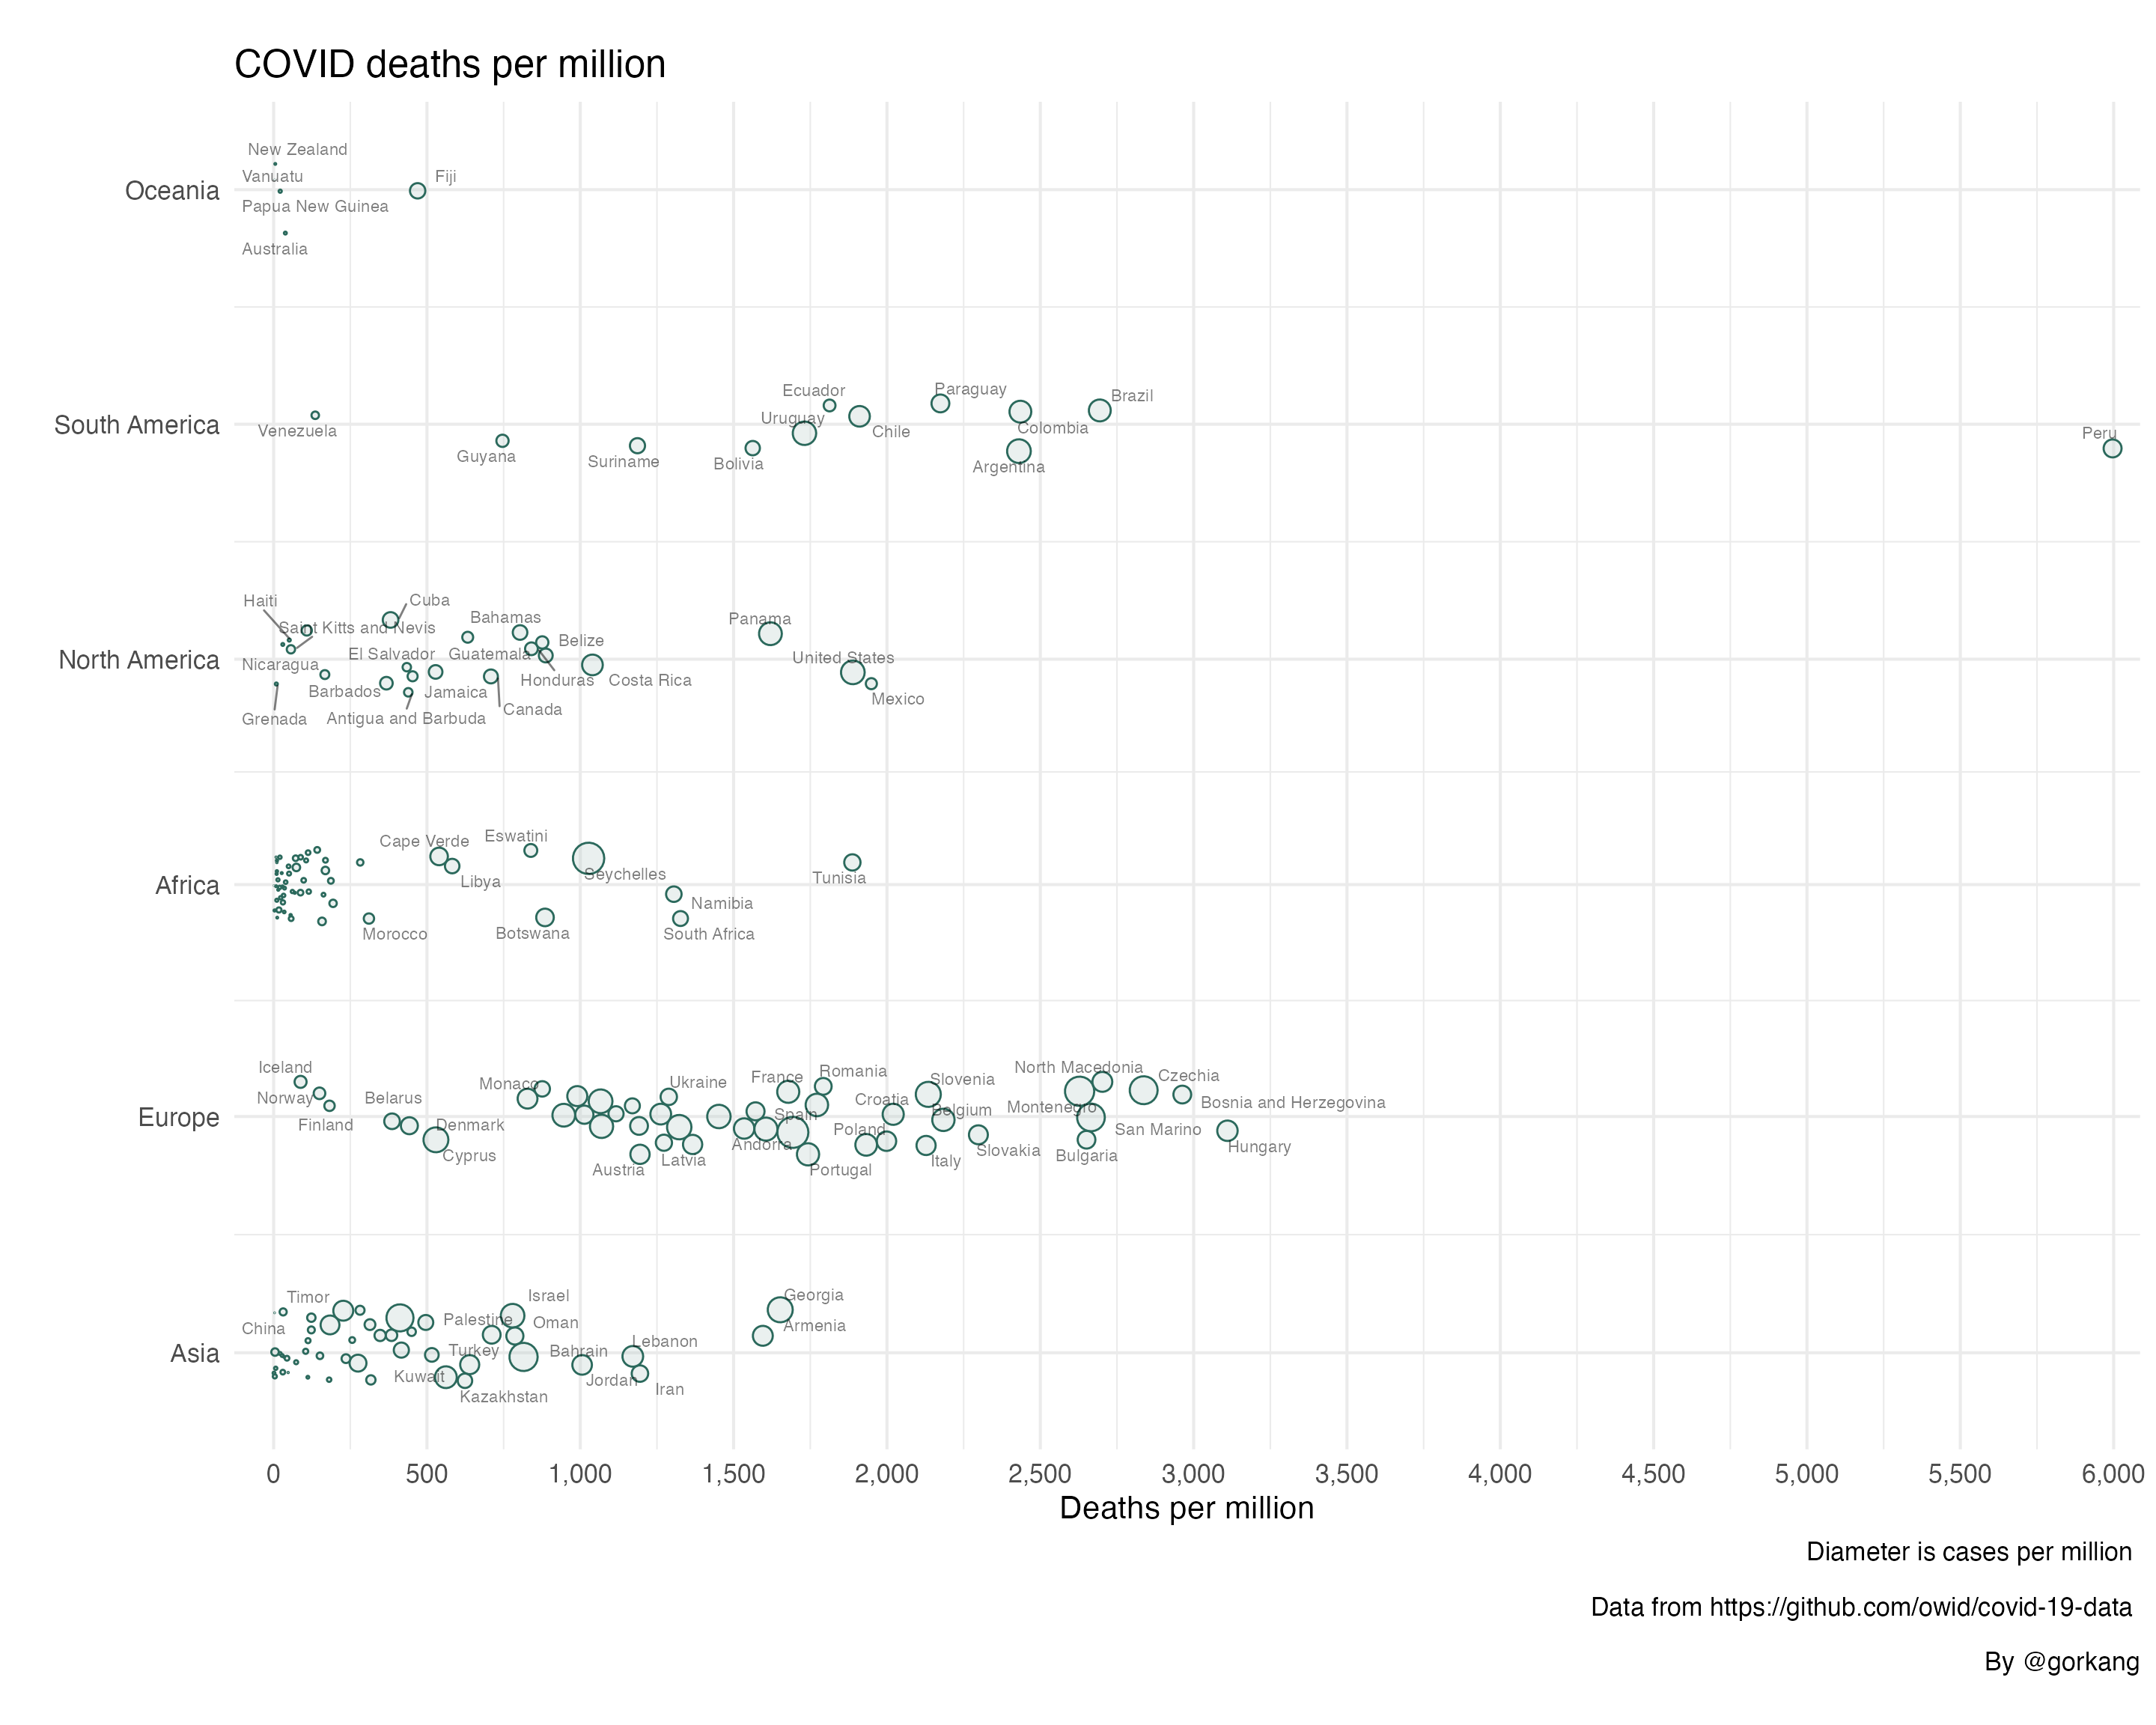 COVID deaths per million
New Zealand
Vanuatu
Fiji
Oceania
Papua New Guinea
Australia
Ecuador
Paraguay
Brazil
Uruguay
South America
Venezuela
Chile
Colombia
Peru
Guyana
Suriname
Bolivia
Argentina
Haiti
Cuba
Saint Kitts and Nevis
Bahamas
Panama
Belize
North America
Nicaragua
El Salvador
Guatemala
United States
Barbados
Jamaica
Honduras
Costa Rica
Mexico
Grenada
Antigua and Barbuda
Canada
Cape Verde
Eswatini
Africa
Libya
Seychelles
Tunisia
Namibia
Morocco
Botswana
South Africa
Iceland
Norway
Belarus
Monaco
Ukraine
France
Romania
Slovenia
North Macedonia
Czechia
Europe
Finland
Denmark
Spain
Croatia
Belgium
Montenegro
Bosnia and Herzegovina
Cyprus
Andorra
Poland
San Marino
Austria
Latvia
Portugal
Italy
Slovakia
Bulgaria
Hungary
Timor
Israel
Georgia
China
Palestine
Oman
Armenia
Asia
Turkey
Bahrain
Lebanon
Kuwait
Kazakhstan
Jordan
Iran
0 500 1,000 1,500 2,000 2,500 3,000 3,500 4,000 4,500 5,000 5,500 6,000
Deaths per million
Diameter is cases per million
Data from https://github.com/owid/covid-19-data
By @gorkang